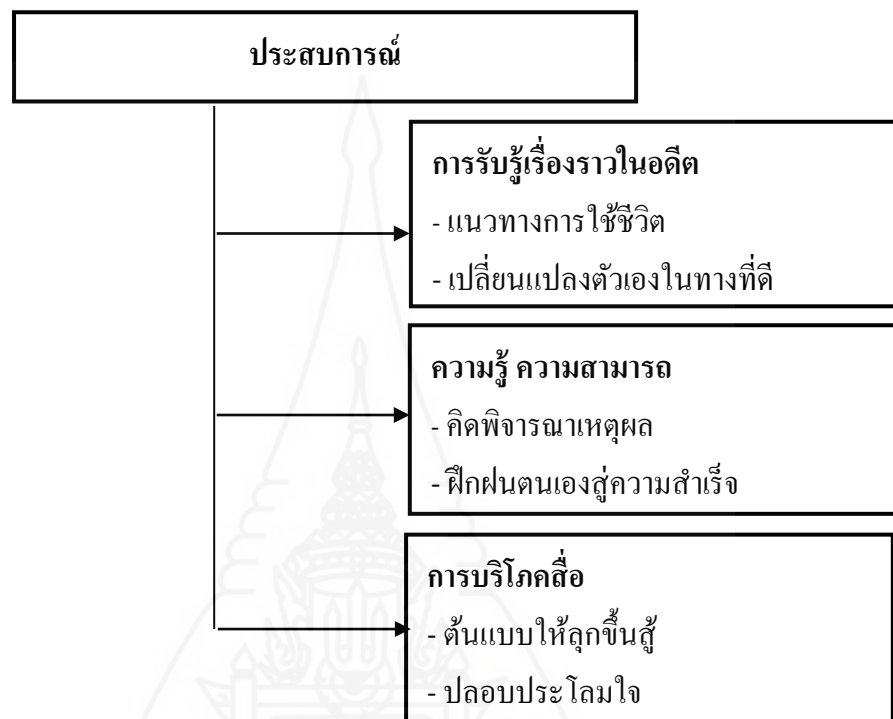 ประสบการณ์
การรับรู้เรื่องราวในอดีต
- แนวทางการใช้ชีวิต
- เปลี่ยนแปลงตัวเองในทางที่ดี
ความรู้ ความสามารถ
- คิดพิจารณาเหตุผล
- ฝึกฝนตนเองสู่ความสำเร็จ
การบริโภคสื่อ
- ต้นแบบให้ลุกขึ้นสู้
- ปลอบประโลมใจ